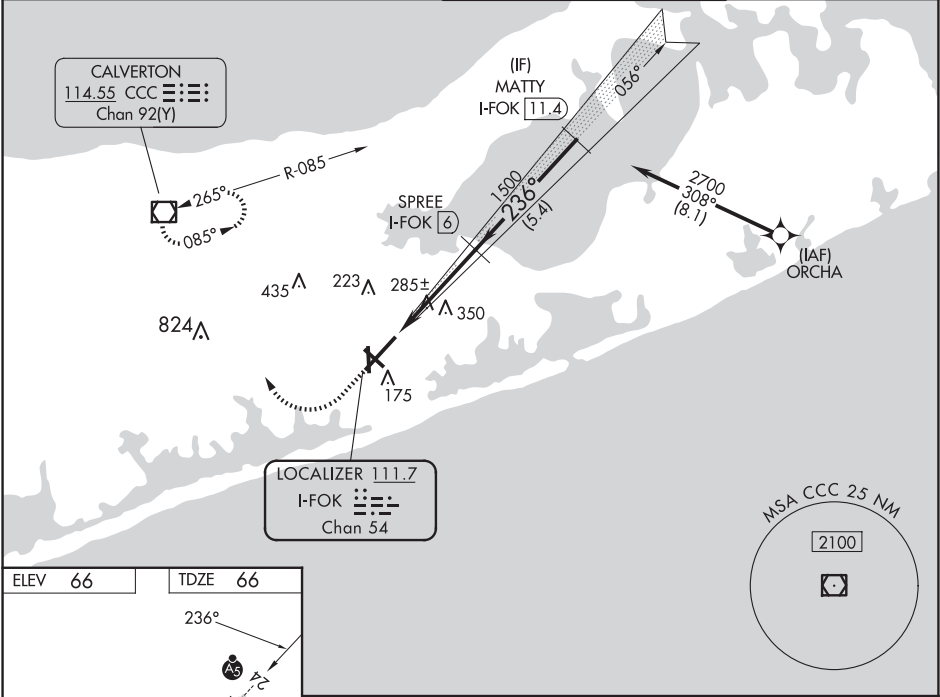 CALVERTON
114.55 CCC
Chan 92(Y)
(IF)
MATTY
I-FOK 11.4
056°
R-085
265°
085°
SPREE
I-FOK 6
1500
236°
(5.4)
2700
308°
(8.1)
(IAF)
ORCHA
435
223
285±
350
824
175
LOCALIZER 111.7
I-FOK
Chan 54
MSA CCC 25 NM
2100
ELEV 66
TDZE 66
236°
A5
24